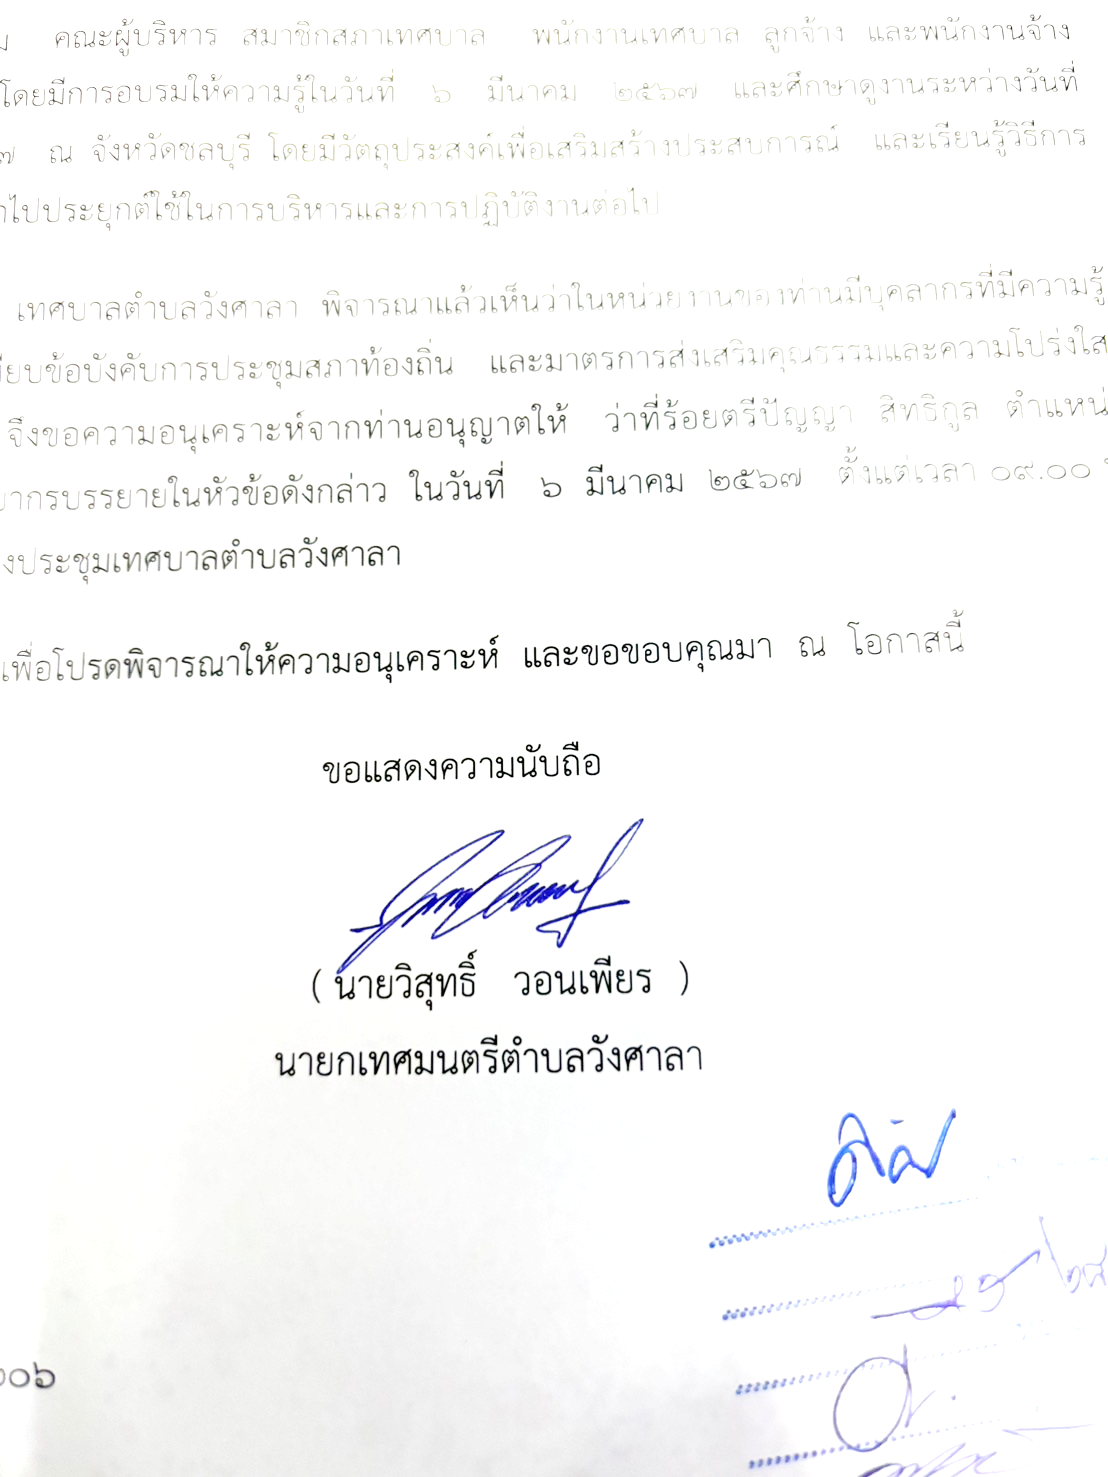 คณะผู้บริหาร สมาชิกสภาเทศบาล พนักงานเทศบาล ลูกจ้าง และพนักงานจ้าง
โดยมีการอบรมให้ความรู้ในวันที่ ๖ มีนาคม ๒๕๖๗ และศึกษาดูงานระหว่างวันที่
๗ ณ จังหวัดชลบุรี โดยมีวัตถุประสงค์เพื่อเสริมสร้างประสบการณ์ และเรียนรู้วิธีการ
ไปประยุกต์ใช้ในการบริหารและการปฏิบัติงานต่อไป
เทศบาลตำบลวังศาลา พิจารณาแล้วเห็นว่าในหน่วยงานของท่านมีบุคลากรที่มีความรู้
ข้อบังคับการประชุมสภาท้องถิ่น และมาตรการส่งเสริมคุณธรรมและความโปร่งใส
จึงขอความอนุเคราะห์จากท่านอนุญาตให้ ว่าที่ร้อยตรีปัญญา สิทธิกูล ตำแหน่
ยากรบรรยายในหัวข้อดังกล่าว ในวันที่ ๖ มีนาคม ๒๕๖๗ ตั้งแต่เวลา ๐๙.๐๐
งประชุมเทศบาลตำบลวังศาลา
เพื่อโปรดพิจารณาให้ความอนุเคราะห์ และขอขอบคุณมา ณ โอกาสนี้
ขอแสดงความนับถือ
( นายวิสุทธิ์ วอนเพียร )
นายกเทศมนตรีตำบลวังศาลา
๐๐๖